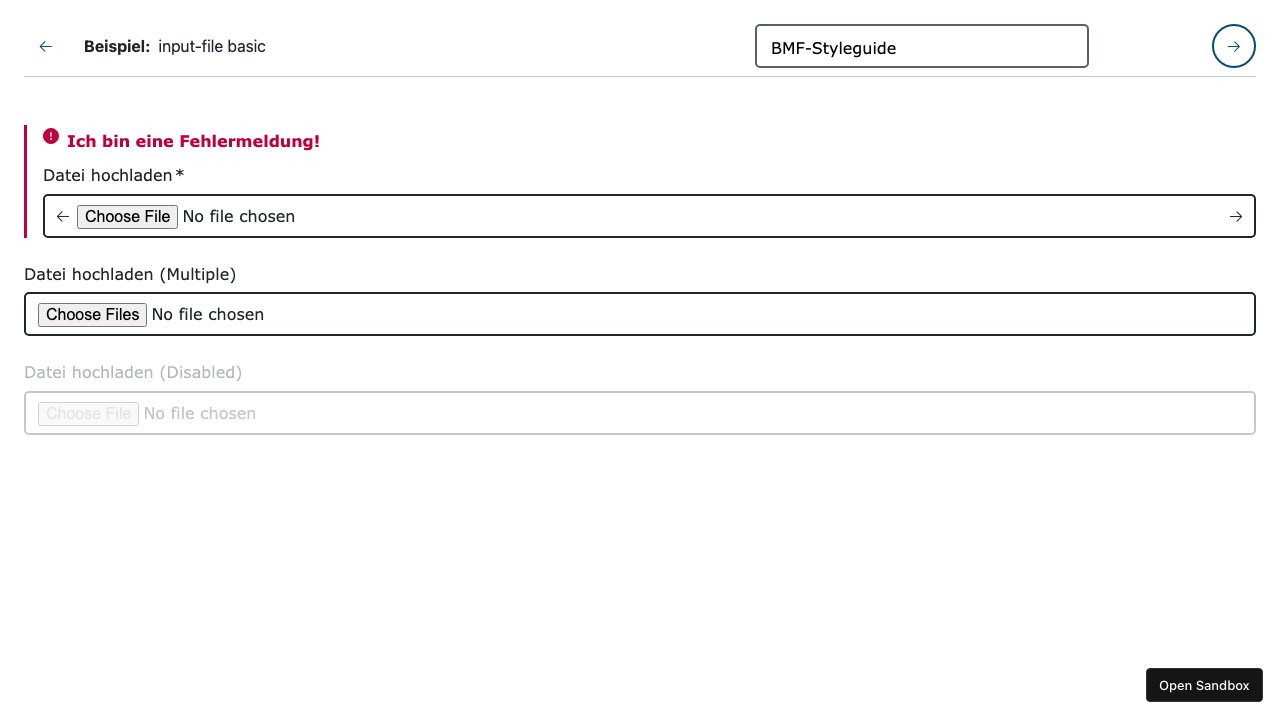 Beispiel: input-file basic
BMF-Styleguide
Ich bin eine Fehlermeldung!
Datei hochladen*
Choose File No file chosen
Datei hochladen (Multiple)
Choose Files No file chosen
Datei hochladen (Disabled)
Choose File No file chosen
Open Sandbox